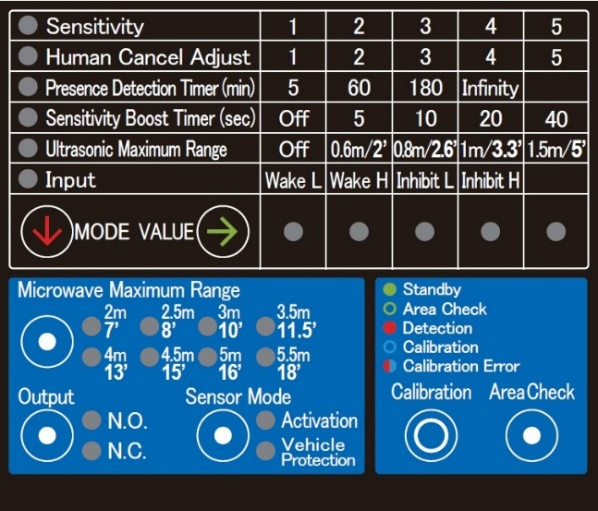 Sensitivity 1 2 3 4 5
Human Cancel Adjust 1 2 3 4 5
Presence Detection Timer (min) 5 60 180 Infinity
Sensitivity Boost Timer (sec) Off 5 10 20 40
Ultrasonic Maximum Range Off 0.6m/2' 0.8m/2.6' 1m/3.3' 1.5m/5'
Input Wake L Wake H Inhibit L Inhibit H
MODE VALUE
Microwave Maximum Range
2m 2.5m 3m 3.5m
7' 8' 10' 11.5'
4m 4.5m 5m 5.5m
13' 15' 16' 18'
Output
N.O.
N.C.
Sensor Mode
Activation
Vehicle
Protection
Standby
Area Check
Detection
Calibration
Calibration Error
Calibration Area Check